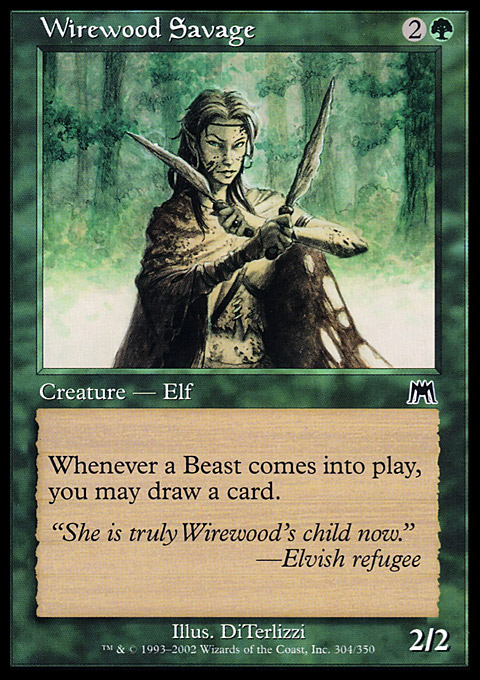 Wirewood Savage 2
Creature — Elf
Whenever a Beast comes into play,
you may draw a card.
“She is truly Wirewood’s child now.”
—Elvish refugee
Illus. DiTerlizzi
™ & © 1993–2002 Wizards of the Coast, Inc. 304/350
2/2